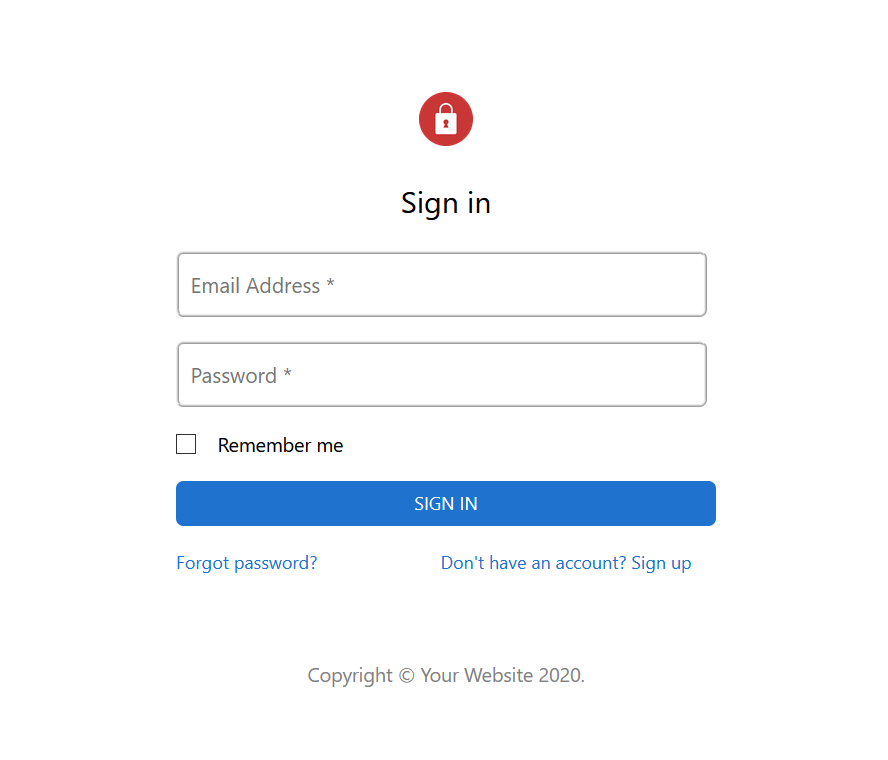 Sign in
Email Address *
Password *
Remember me
SIGN IN
Forgot password? Don't have an account? Sign up
Copyright © Your Website 2020.